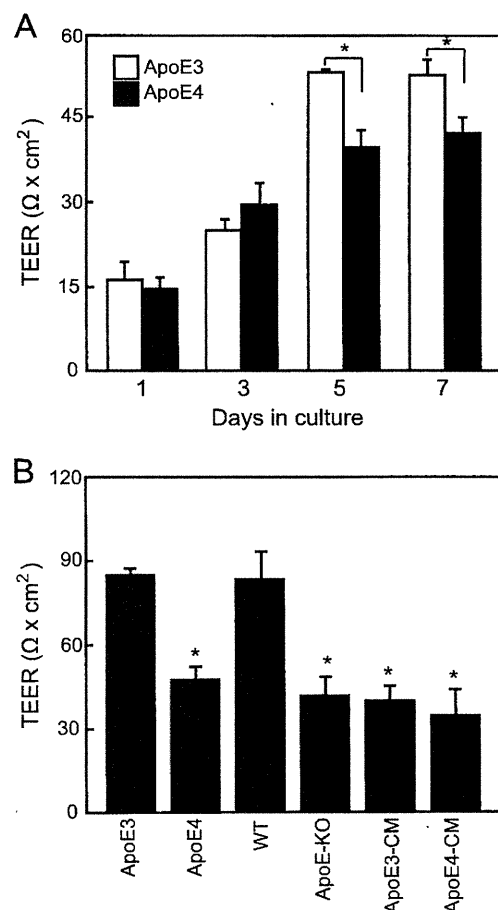 A
60
45
30
15
0
TEER (Ω x cm²)
ApoE3
ApoE4
*
*
1 3 5 7
Days in culture
B
120
90
60
30
0
TEER (Ω x cm²)
*
*
*
*
ApoE3
ApoE4
WT
ApoE-KO
ApoE3-CM
ApoE4-CM